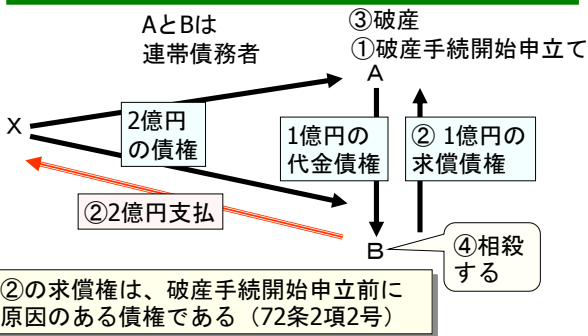 AとBは
連帯債務者
③破産
①破産手続開始申立て
A
X
2億円
の債権
1億円の
代金債権
② 1億円の
求償債権
②2億円支払
B
④相殺
する
②の求償権は、破産手続開始申立前に
原因のある債権である（72条2項2号）